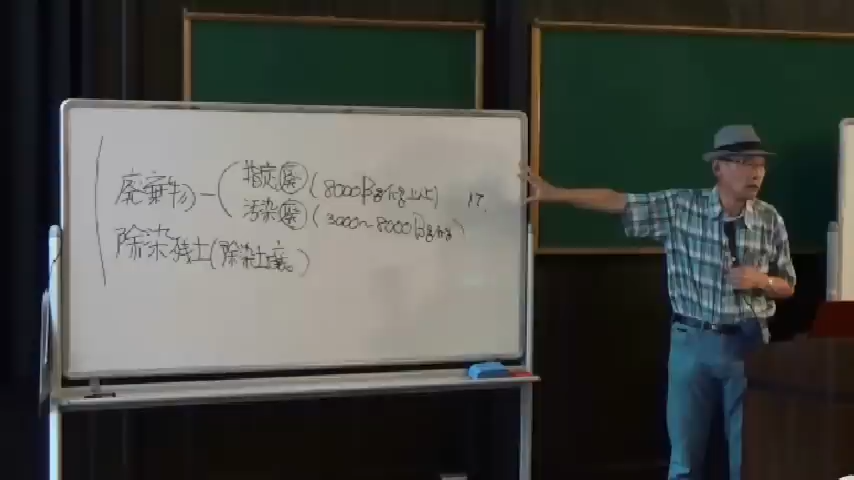 廃棄物 ― 指定廃 (8000Bq/kg以上) 17.
汚染廃 (3000~8000Bq/kg)
除染残土(除染土壌)